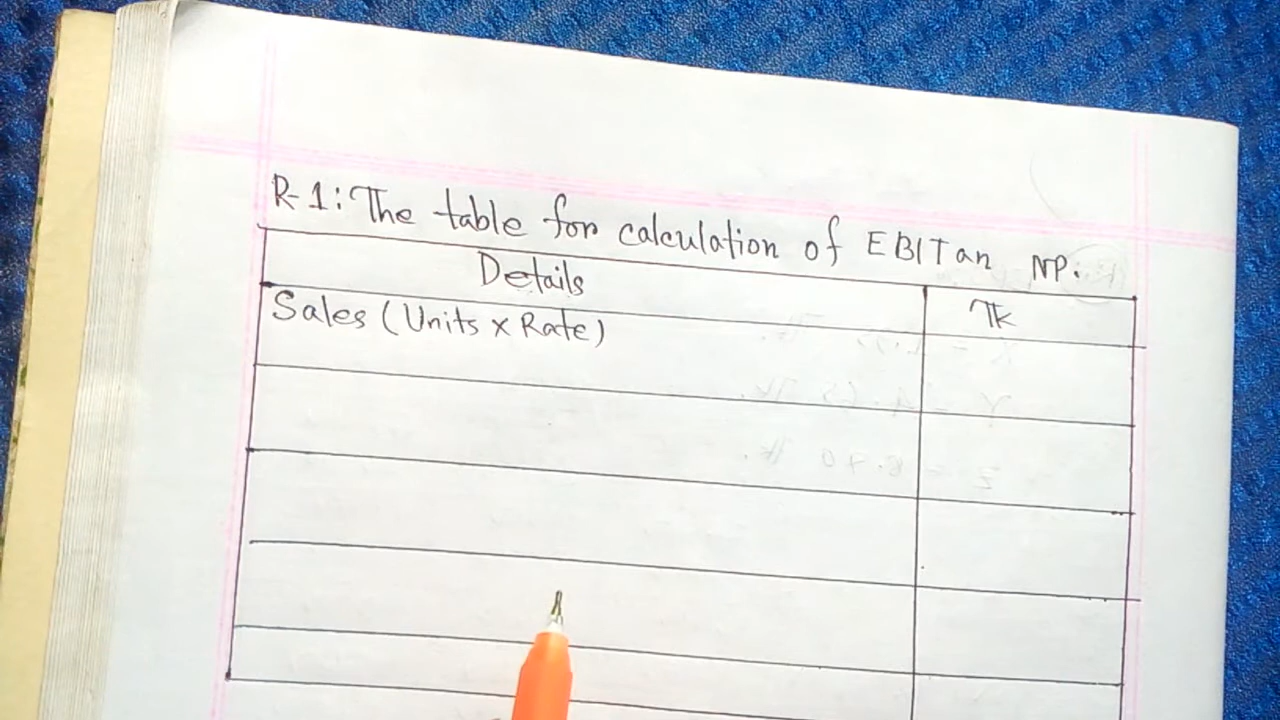 R-1: The table for calculation of EBIT an NP.
Details
Tk
Sales (Units x Rate)